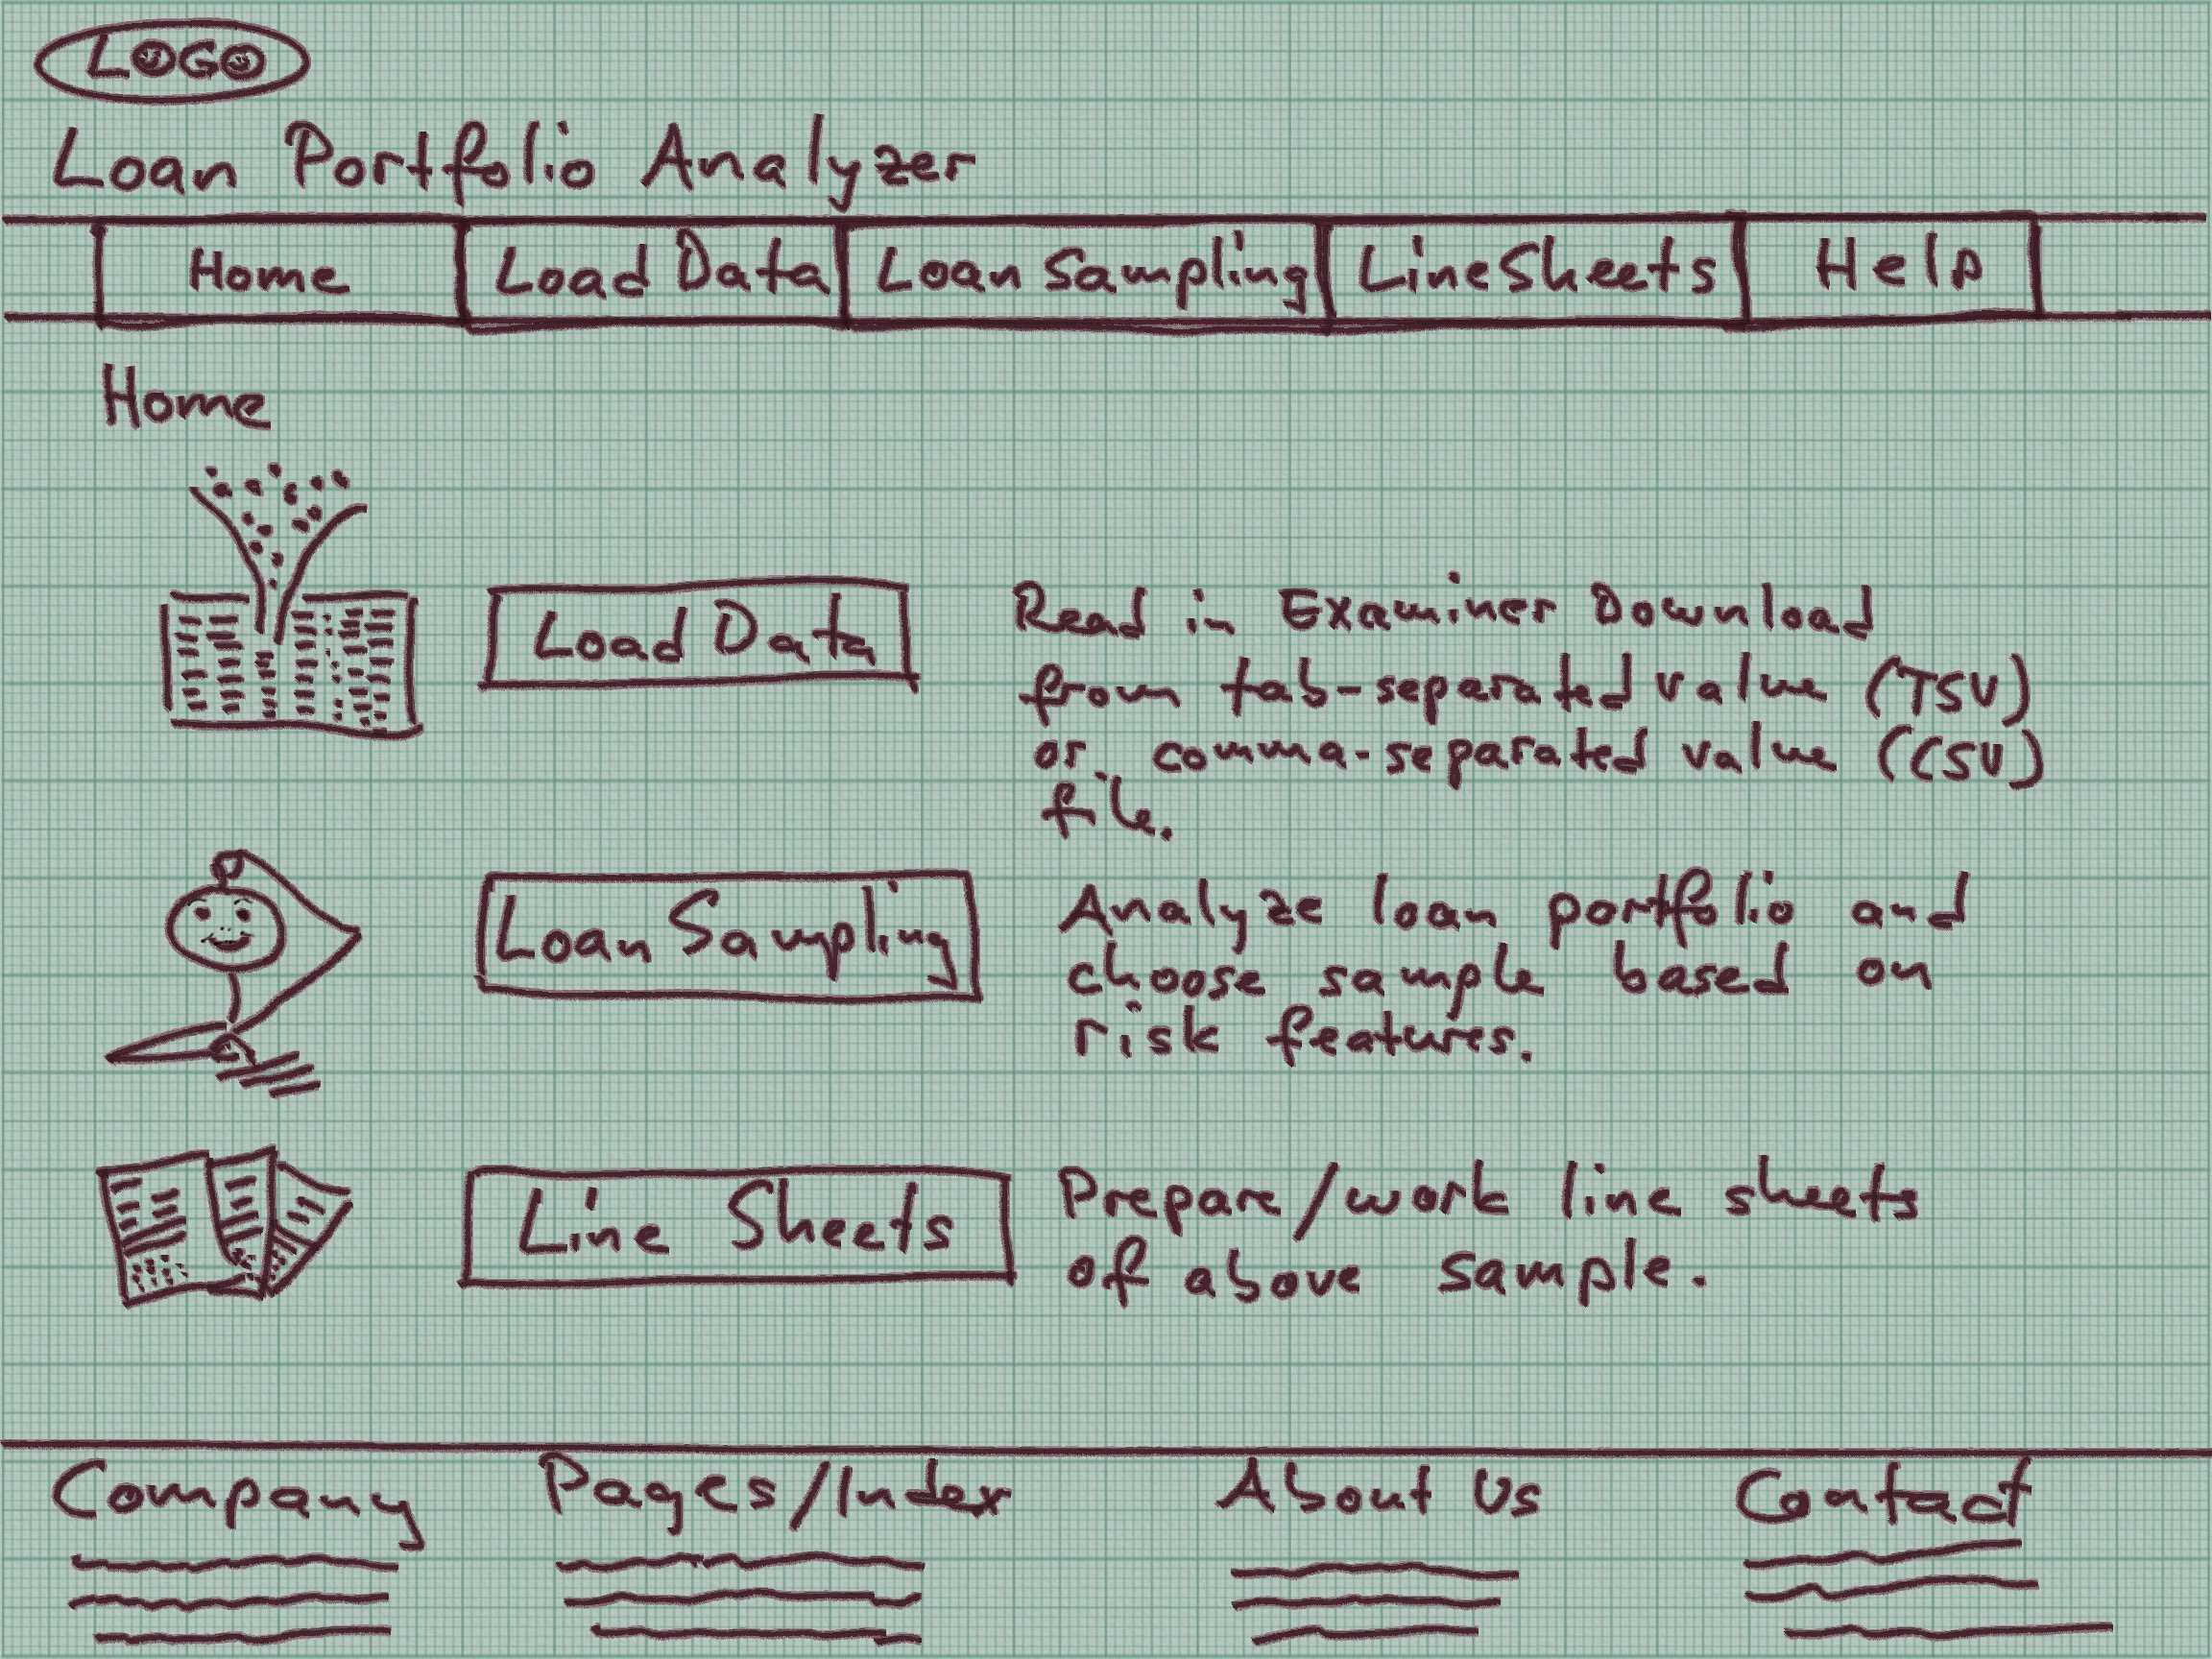 LOGO
Loan Portfolio Analyzer
Home Load Data Loan Sampling Line Sheets Help
Home
Load Data
Read in Examiner Download
from tab-separated value (TSV)
or comma-separated value (CSV)
file.
Loan Sampling
Analyze loan portfolio and
choose sample based on
risk features.
Line Sheets
Prepare/work line sheets
of above sample.
Company Pages/Index About Us Contact